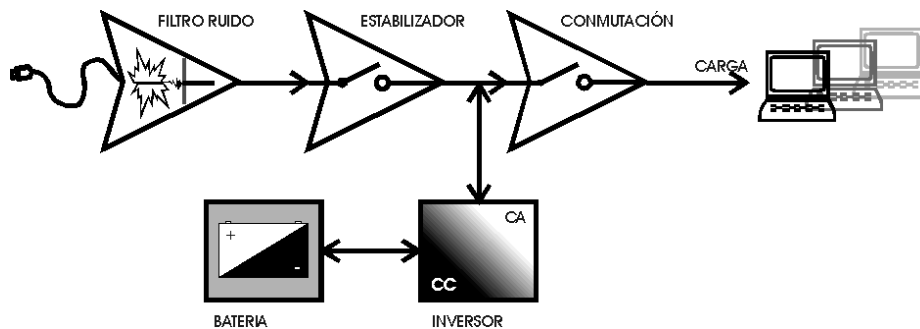 FILTRO RUIDO
ESTABILIZADOR
CONMUTACIÓN
CARGA
+
-
CA
CC
BATERIA
INVERSOR